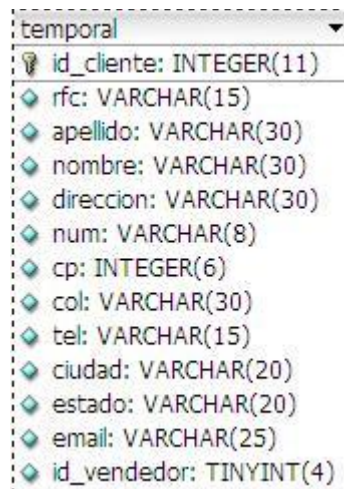 temporal
id_cliente: INTEGER(11)
rfc: VARCHAR(15)
apellido: VARCHAR(30)
nombre: VARCHAR(30)
direccion: VARCHAR(30)
num: VARCHAR(8)
cp: INTEGER(6)
col: VARCHAR(30)
tel: VARCHAR(15)
ciudad: VARCHAR(20)
estado: VARCHAR(20)
email: VARCHAR(25)
id_vendedor: TINYINT(4)